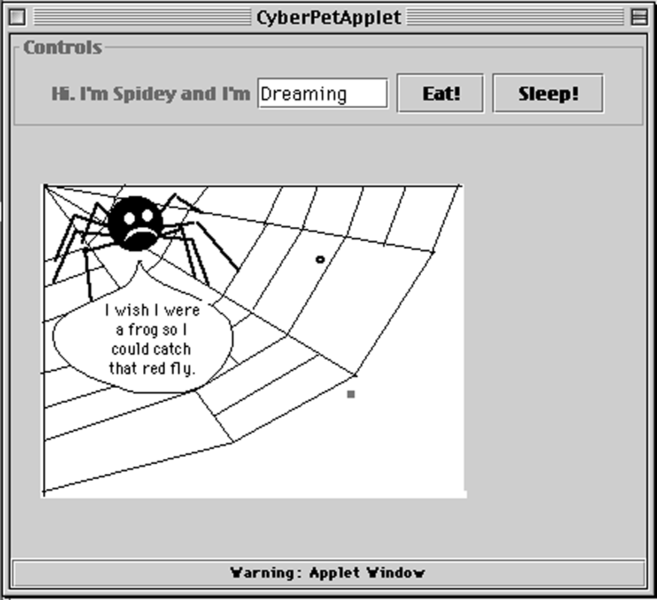 CyberPetApplet
Controls
Hi. I'm Spidey and I'm Dreaming Eat! Sleep!
I wish I were
a frog so I
could catch
that red fly.
Warning: Applet Window